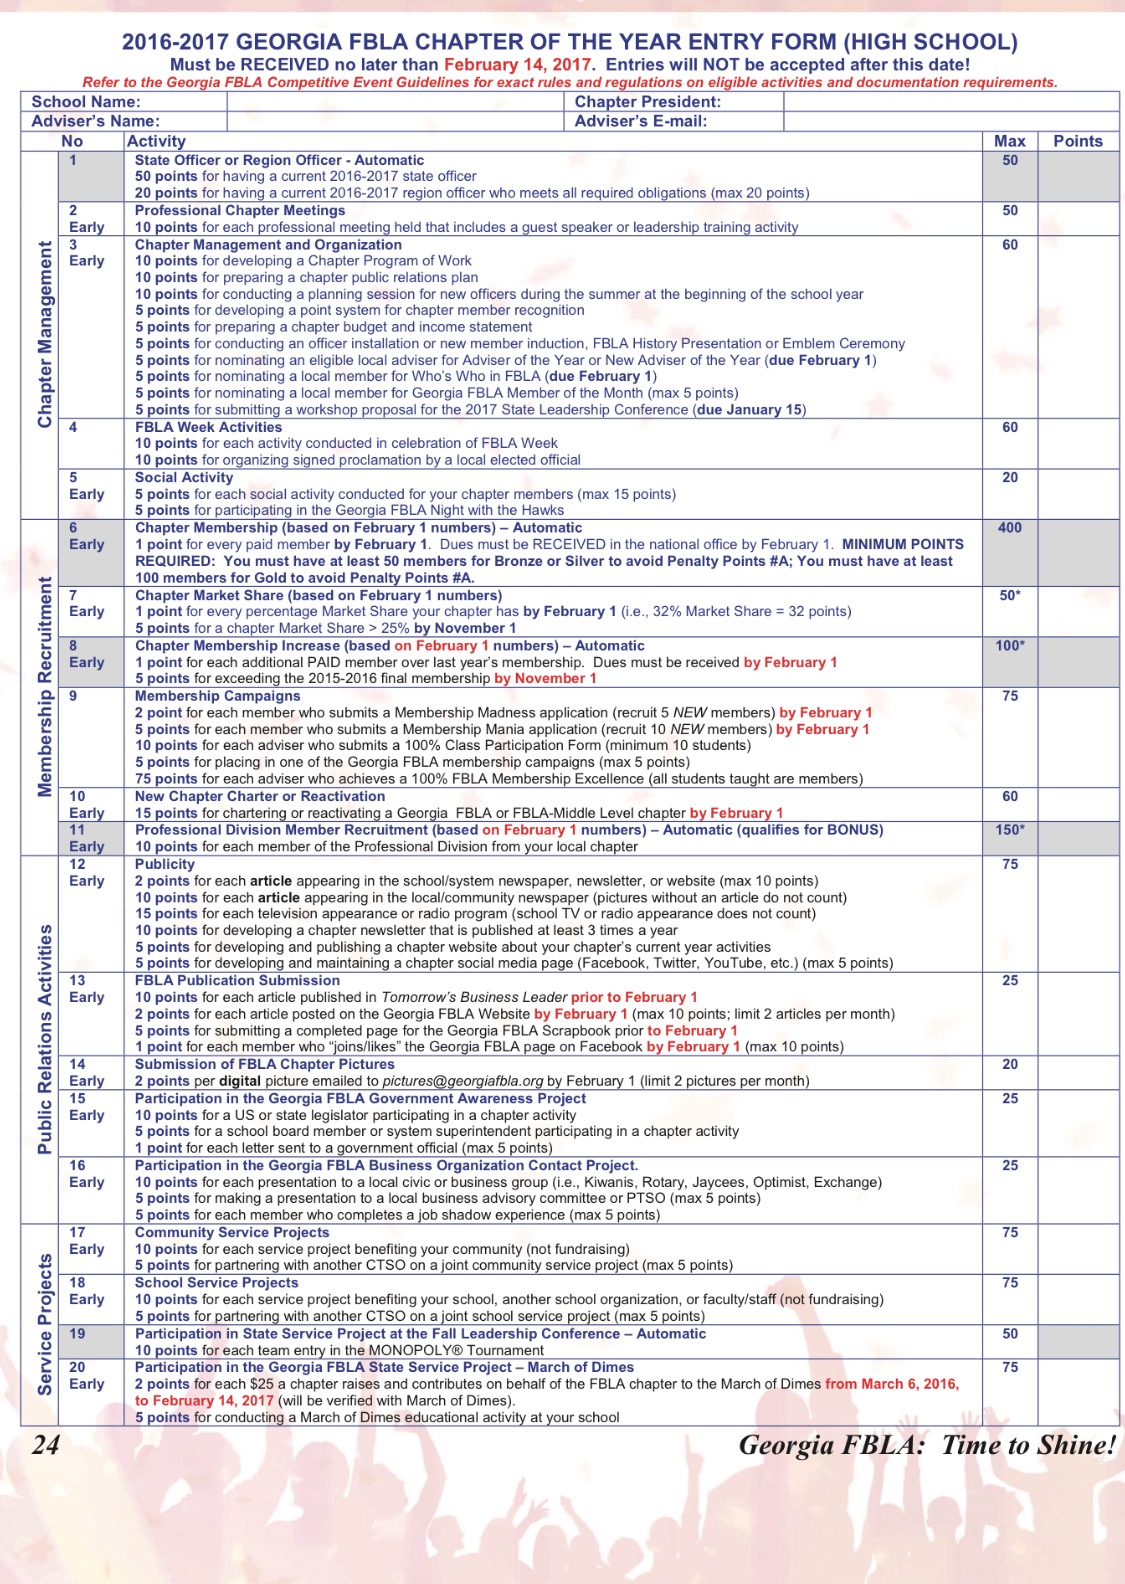 2016-2017 GEORGIA FBLA CHAPTER OF THE YEAR ENTRY FORM (HIGH SCHOOL)
Must be RECEIVED no later than February 14, 2017. Entries will NOT be accepted after this date!
Refer to the Georgia FBLA Competitive Event Guidelines for exact rules and regulations on eligible activities and documentation requirements.
School Name: Chapter President:
Adviser's Name: Adviser's E-mail:
No Activity Max Points
Chapter Management
1 State Officer or Region Officer - Automatic 50
50 points for having a current 2016-2017 state officer
20 points for having a current 2016-2017 region officer who meets all required obligations (max 20 points)
2 Professional Chapter Meetings 50
Early 10 points for each professional meeting held that includes a guest speaker or leadership training activity
3 Chapter Management and Organization 60
Early 10 points for developing a Chapter Program of Work
10 points for preparing a chapter public relations plan
10 points for conducting a planning session for new officers during the summer at the beginning of the school year
5 points for developing a point system for chapter member recognition
5 points for preparing a chapter budget and income statement
5 points for conducting an officer installation or new member induction, FBLA History Presentation or Emblem Ceremony
5 points for nominating an eligible local adviser for Adviser of the Year or New Adviser of the Year (due February 1)
5 points for nominating a local member for Who's Who in FBLA (due February 1)
5 points for nominating a local member for Georgia FBLA Member of the Month (max 5 points)
5 points for submitting a workshop proposal for the 2017 State Leadership Conference (due January 15)
4 FBLA Week Activities 60
10 points for each activity conducted in celebration of FBLA Week
10 points for organizing signed proclamation by a local elected official
5 Social Activity 20
Early 5 points for each social activity conducted for your chapter members (max 15 points)
5 points for participating in the Georgia FBLA Night with the Hawks
Membership Recruitment
6 Chapter Membership (based on February 1 numbers) – Automatic 400
Early 1 point for every paid member by February 1. Dues must be RECEIVED in the national office by February 1. MINIMUM POINTS
REQUIRED: You must have at least 50 members for Bronze or Silver to avoid Penalty Points #A; You must have at least
100 members for Gold to avoid Penalty Points #A.
7 Chapter Market Share (based on February 1 numbers) 50*
Early 1 point for every percentage Market Share your chapter has by February 1 (i.e., 32% Market Share = 32 points)
5 points for a chapter Market Share > 25% by November 1
8 Chapter Membership Increase (based on February 1 numbers) – Automatic 100*
Early 1 point for each additional PAID member over last year's membership. Dues must be received by February 1
5 points for exceeding the 2015-2016 final membership by November 1
9 Membership Campaigns 75
2 point for each member who submits a Membership Madness application (recruit 5 NEW members) by February 1
5 points for each member who submits a Membership Mania application (recruit 10 NEW members) by February 1
10 points for each adviser who submits a 100% Class Participation Form (minimum 10 students)
5 points for placing in one of the Georgia FBLA membership campaigns (max 5 points)
75 points for each adviser who achieves a 100% FBLA Membership Excellence (all students taught are members)
10 New Chapter Charter or Reactivation 60
Early 15 points for chartering or reactivating a Georgia FBLA or FBLA-Middle Level chapter by February 1
11 Professional Division Member Recruitment (based on February 1 numbers) – Automatic (qualifies for BONUS) 150*
Early 10 points for each member of the Professional Division from your local chapter
Public Relations Activities
12 Publicity 75
Early 2 points for each article appearing in the school/system newspaper, newsletter, or website (max 10 points)
10 points for each article appearing in the local/community newspaper (pictures without an article do not count)
15 points for each television appearance or radio program (school TV or radio appearance does not count)
10 points for developing a chapter newsletter that is published at least 3 times a year
5 points for developing and publishing a chapter website about your chapter's current year activities
5 points for developing and maintaining a chapter social media page (Facebook, Twitter, YouTube, etc.) (max 5 points)
13 FBLA Publication Submission 25
Early 10 points for each article published in Tomorrow's Business Leader prior to February 1
2 points for each article posted on the Georgia FBLA Website by February 1 (max 10 points; limit 2 articles per month)
5 points for submitting a completed page for the Georgia FBLA Scrapbook prior to February 1
1 point for each member who "joins/likes" the Georgia FBLA page on Facebook by February 1 (max 10 points)
14 Submission of FBLA Chapter Pictures 20
Early 2 points per digital picture emailed to pictures@georgiafbla.org by February 1 (limit 2 pictures per month)
15 Participation in the Georgia FBLA Government Awareness Project 25
Early 10 points for a US or state legislator participating in a chapter activity
5 points for a school board member or system superintendent participating in a chapter activity
1 point for each letter sent to a government official (max 5 points)
16 Participation in the Georgia FBLA Business Organization Contact Project. 25
Early 10 points for each presentation to a local civic or business group (i.e., Kiwanis, Rotary, Jaycees, Optimist, Exchange)
5 points for making a presentation to a local business advisory committee or PTSO (max 5 points)
5 points for each member who completes a job shadow experience (max 5 points)
Service Projects
17 Community Service Projects 75
Early 10 points for each service project benefiting your community (not fundraising)
5 points for partnering with another CTSO on a joint community service project (max 5 points)
18 School Service Projects 75
Early 10 points for each service project benefiting your school, another school organization, or faculty/staff (not fundraising)
5 points for partnering with another CTSO on a joint school service project (max 5 points)
19 Participation in State Service Project at the Fall Leadership Conference – Automatic 50
10 points for each team entry in the MONOPOLY® Tournament
20 Participation in the Georgia FBLA State Service Project – March of Dimes 75
Early 2 points for each $25 a chapter raises and contributes on behalf of the FBLA chapter to the March of Dimes from March 6, 2016,
to February 14, 2017 (will be verified with March of Dimes).
5 points for conducting a March of Dimes educational activity at your school
24 Georgia FBLA: Time to Shine!